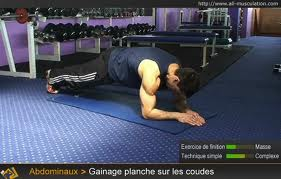 http://www.all-musculation.com/
Exercice de finition Masse
Technique simple Complexe
Abdominaux > Gainage planche sur les coudes